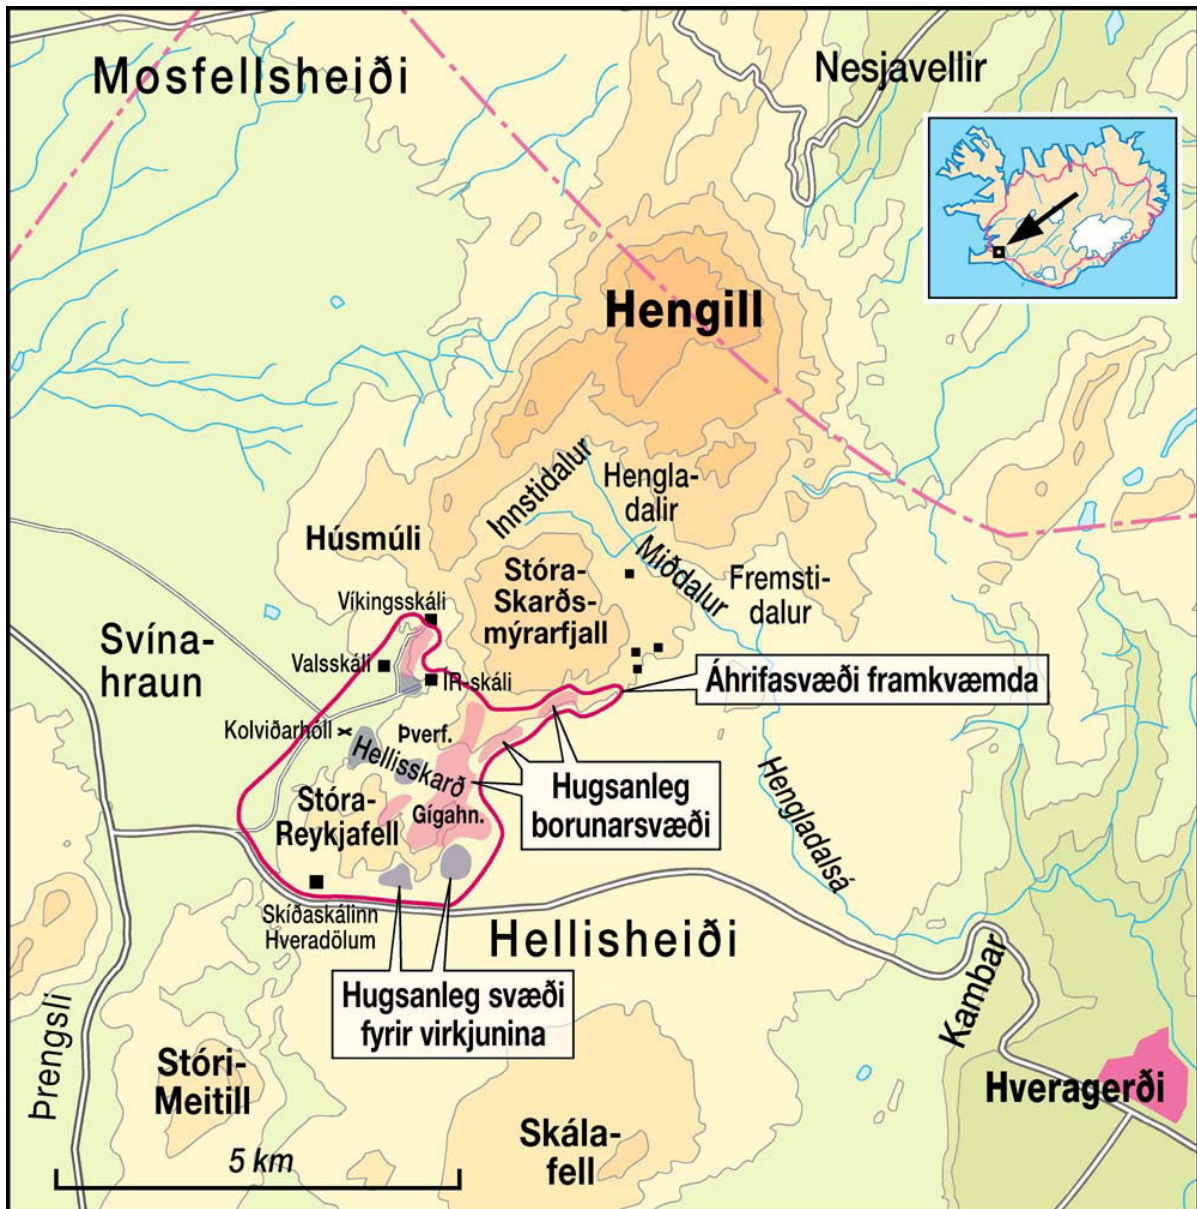 Mosfellsheiði
Nesjavellir
Hengill
Innstidalur
Hengla-
dalir
Húsmúli
Miðdalur
Stóra-
Skarðs-
mýrarfjall
Fremsti-
dalur
Víkingsskáli
Svína-
hraun
Valsskáli
ÍR-skáli
Áhrifasvæði framkvæmda
Kolviðarhóll
Þverf.
Hellisskarð
Hugsanleg
borunarsvæði
Stóra-
Reykjafell
Gígahn.
Hengladalsá
Skíðaskálinn
Hveradölum
Hellisheiði
Hugsanleg svæði
fyrir virkjunina
Kambar
Þrengsli
Stóri-
Meitill
Hveragerði
Skála-
fell
5 km